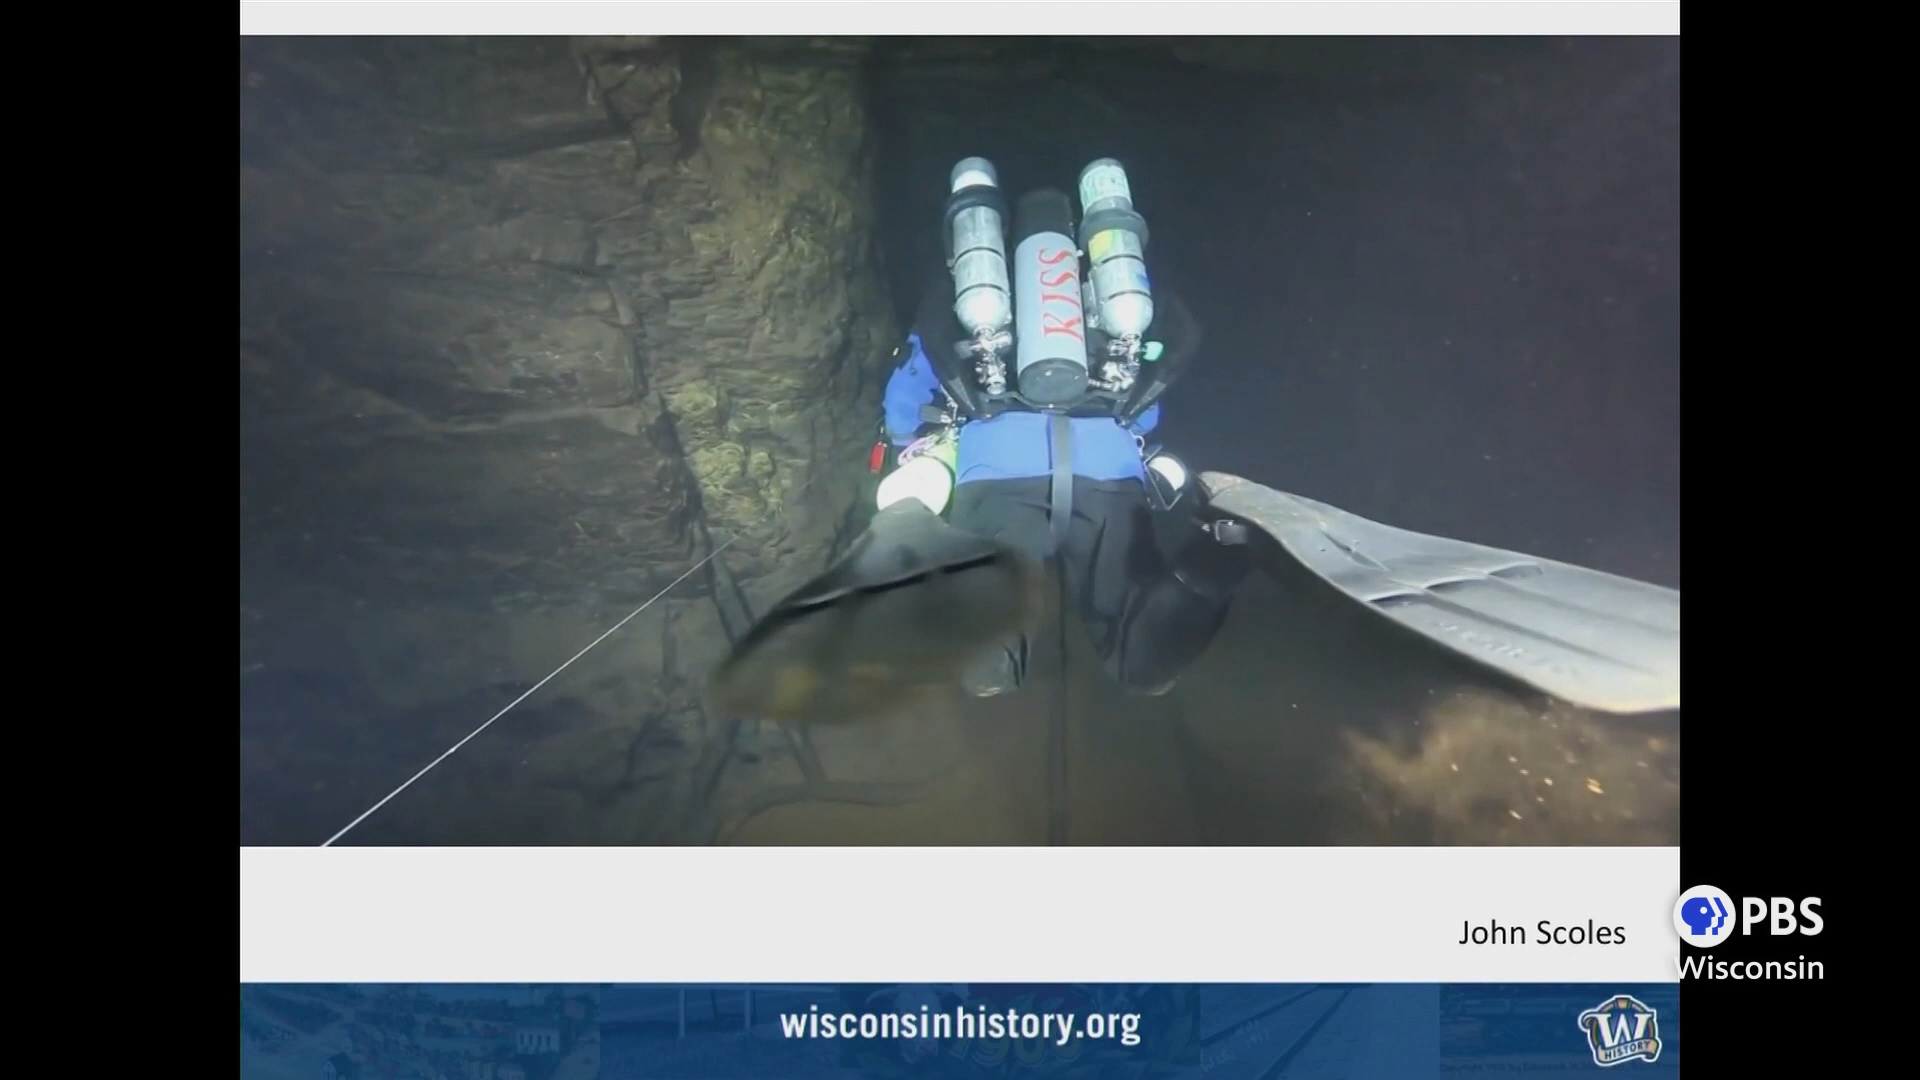 KISS
John Scoles
PBS
Wisconsin
wisconsinhistory.org
W
HISTORY